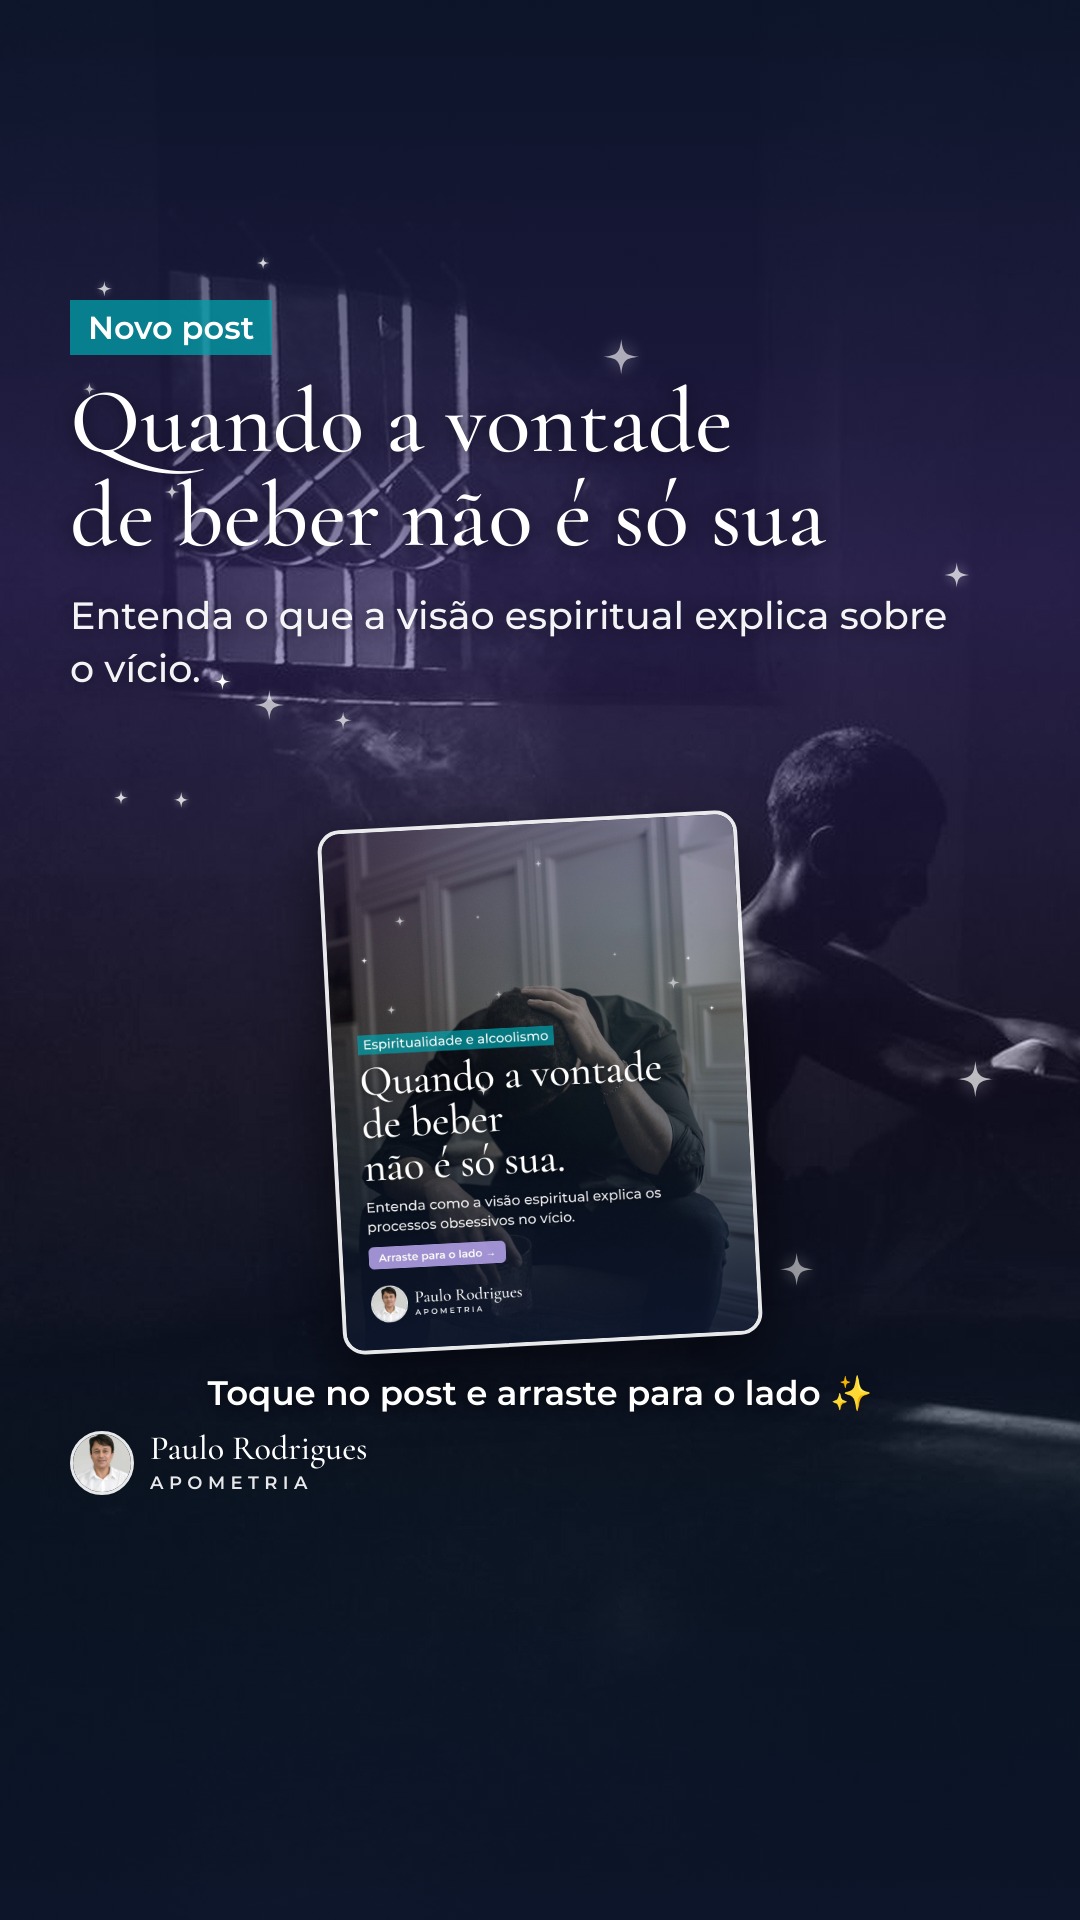 Novo post
Quando a vontade
de beber não é só sua
Entenda o que a visão espiritual explica sobre
o vício.
Espiritualidade e alcoolismo
Quando a vontade
de beber
não é só sua.
Entenda como a visão espiritual explica os
processos obsessivos no vício.
Arraste para o lado →
Paulo Rodrigues
APOMETRIA
Toque no post e arraste para o lado ✨
Paulo Rodrigues
APOMETRIA